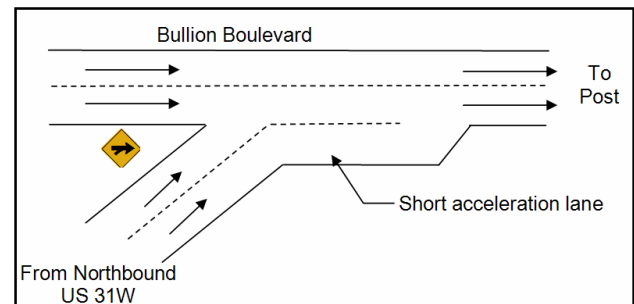 Bullion Boulevard
To
Post
Short acceleration lane
From Northbound
US 31W